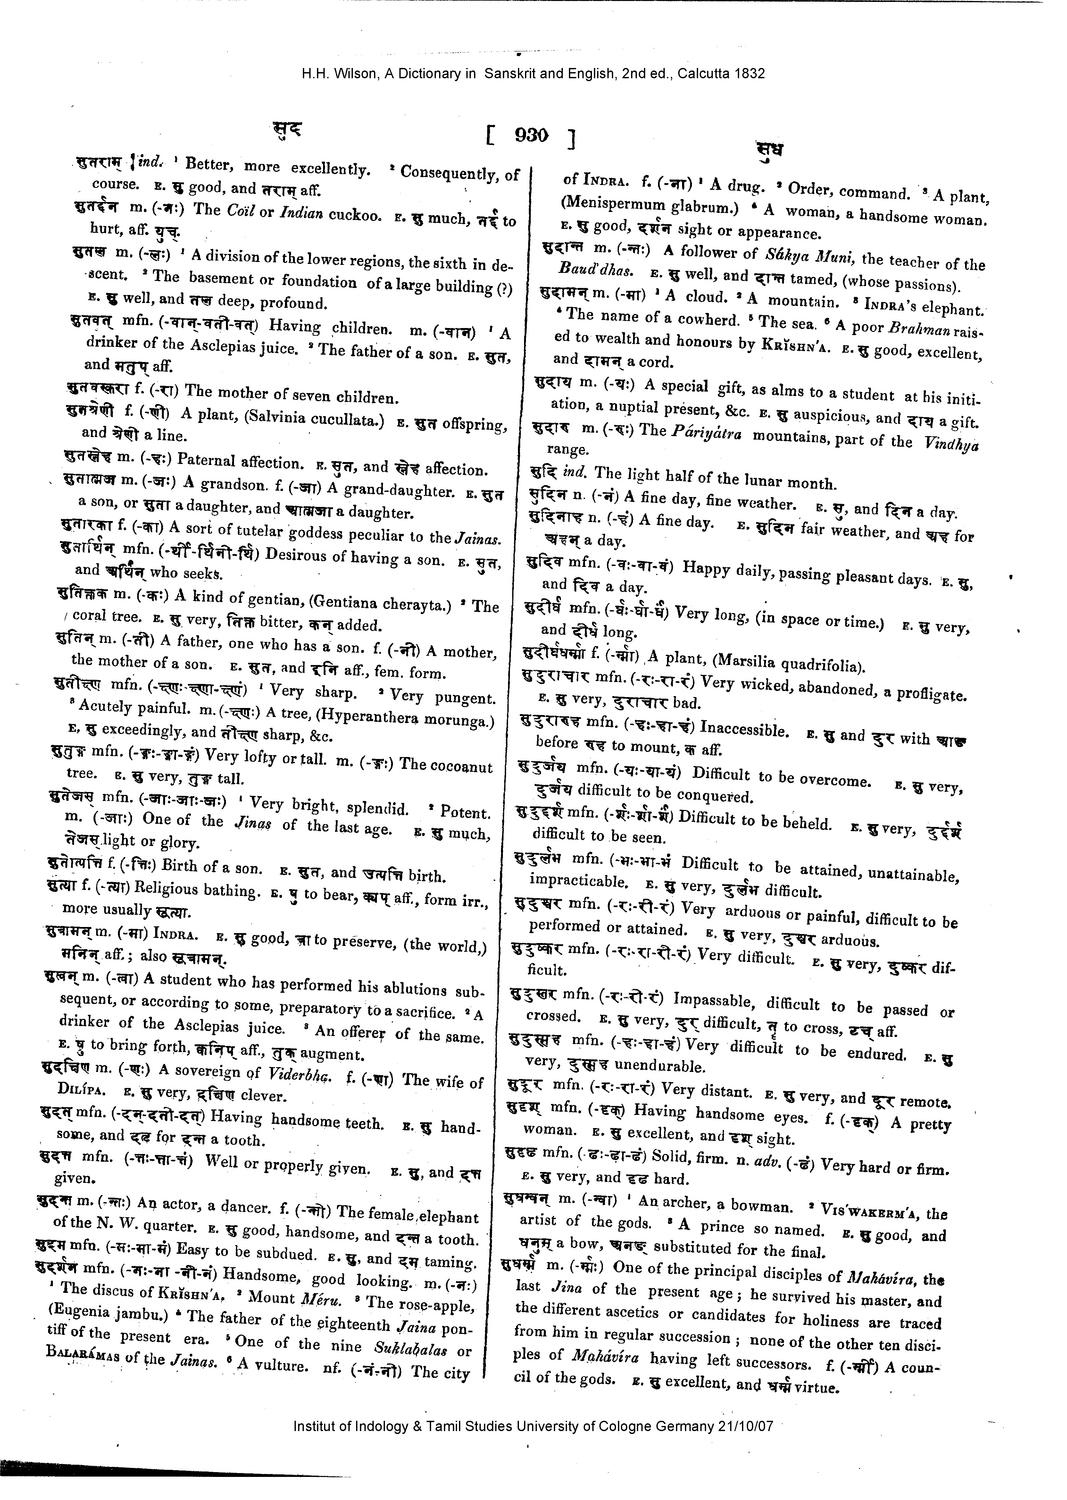 H.H. Wilson, A Dictionary in Sanskrit and English, 2nd ed., Calcutta 1832
सुद
[ 930 ]
सुध
सुतराम् ind. ¹ Better, more excellently. ² Consequently, of
course. E. सु good, and तराम् aff.
सुतर्द्दन m. (-नः) The Coïl or Indian cuckoo. E. सु much, तर्द्द to
hurt, aff. युच्.
सुतल m. (-लः) ¹ A division of the lower regions, the sixth in de-
scent. ² The basement or foundation of a large building (?)
E. सु well, and तल deep, profound.
सुतवत् mfn. (-वान्-वती-वत्) Having children. m. (-वान) ¹ A
drinker of the Asclepias juice. ² The father of a son. E. सुत,
and मतुप् aff.
सुतवस्करा f. (-रा) The mother of seven children.
सुतश्रेणी f. (-णी) A plant, (Salvinia cucullata.) E. सुत offspring,
and श्रेणी a line.
सुतस्नेह m. (-हः) Paternal affection. E. सुत, and स्नेह affection.
सुतात्मज m. (-जः) A grandson. f. (-जा) A grand-daughter. E. सुत
a son, or सुता a daughter, and आत्मजा a daughter.
सुतारका f. (-का) A sort of tutelar goddess peculiar to the Jainas.
सुतार्थिन् mfn. (-र्थी-र्थिनी-र्थि) Desirous of having a son. E. सुत,
and अर्थिन् who seeks.
सुतिक्तक m. (-कः) A kind of gentian, (Gentiana cherayta.) ² The
coral tree. E. सु very, तिक्त bitter, कन् added.
सुतिन् m. (-ती) A father, one who has a son. f. (-नी) A mother,
the mother of a son. E. सुत, and इनि aff., fem. form.
सुतीक्ष्ण mfn. (-क्ष्णः-क्ष्णा-क्ष्णं) ¹ Very sharp. ² Very pungent.
³ Acutely painful. m. (-क्ष्णः) A tree, (Hyperanthera morunga.)
E. सु exceedingly, and तीक्ष्ण sharp, &c.
सुतुङ्ग mfn. (-ङ्गः-ङ्गा-ङ्गं) Very lofty or tall. m. (-ङ्गः) The cocoanut
tree. E. सु very, तुङ्ग tall.
सुतेजस् mfn. (-जाः-जाः-जः) ¹ Very bright, splendid. ² Potent.
m. (-जाः) One of the Jinas of the last age. E. सु much,
तेजस् light or glory.
सुतोत्पत्ति f. (-त्तिः) Birth of a son. E. सुत, and उत्पत्ति birth.
सुत्या f. (-त्या) Religious bathing. E. षु to bear, क्यप् aff., form irr.,
more usually सूत्या.
सुत्रामन् m. (-मा) INDRA. E. सु good, त्रा to preserve, (the world,)
मनिन् aff.; also सूत्रामन्.
सुत्वन् m. (-त्वा) A student who has performed his ablutions sub-
sequent, or according to some, preparatory to a sacrifice. ² A
drinker of the Asclepias juice. ³ An offerer of the same.
E. षु to bring forth, क्वनिप् aff., तुक् augment.
सुदक्षिण m. (-णः) A sovereign of Viderbha. f. (-णा) The wife of
DILÍPA. E. सु very, दक्षिण clever.
सुदत् mfn. (-दन्-दती-दत्) Having handsome teeth. E. सु hand-
some, and दत् for दन्त a tooth.
सुदत्त mfn. (-त्तः-त्ता-त्तं) Well or properly given. E. सु, and दत्त
given.
सुदन्त m. (-न्तः) An actor, a dancer. f. (-न्ती) The female elephant
of the N. W. quarter. E. सु good, handsome, and दन्त a tooth.
सुदम mfn. (-मः-मा-मं) Easy to be subdued. E. सु, and दम taming.
सुदर्शन mfn. (-नः-ना -नी-नं) Handsome, good looking. m. (-नः)
¹ The discus of KRĬSHN'A. ² Mount Méru. ³ The rose-apple,
(Eugenia jambu.) ⁴ The father of the eighteenth Jaina pon-
tiff of the present era. ⁵ One of the nine Suklabalas or
BALARÁMAS of the Jainas. ⁶ A vulture. nf. (-नं-नी) The city
of INDRA. f. (-ना) ¹ A drug. ² Order, command. ³ A plant,
(Menispermum glabrum.) ⁴ A woman, a handsome woman.
E. सु good, दर्शन sight or appearance.
सुदान्त m. (-न्तः) A follower of Sákya Muni, the teacher of the
Baud'dhas. E. सु well, and दान्त tamed, (whose passions).
सुदामन् m. (-मा) ¹ A cloud. ² A mountain. ³ INDRA's elephant.
⁴ The name of a cowherd. ⁵ The sea. ⁶ A poor Brahman rais-
ed to wealth and honours by KRĬSHN'A. E. सु good, excellent,
and दामन् a cord.
सुदाय m. (-यः) A special gift, as alms to a student at his initi-
ation, a nuptial present, &c. E. सु auspicious, and दाय a gift.
सुदारु m. (-रुः) The Páriyátra mountains, part of the Vindhya
range.
सुदि ind. The light half of the lunar month.
सुदिन n. (-नं) A fine day, fine weather. E. सु, and दिन a day.
सुदिनाह n. (-हं) A fine day. E. सुदिन fair weather, and अह for
अहन् a day.
सुदिव mfn. (-वः-वा-वं) Happy daily, passing pleasant days. E. सु,
and दिव a day.
सुदीर्घ mfn. (-र्घः-र्घा-र्घं) Very long, (in space or time.) E. सु very,
and दीर्घ long.
सुदीर्घघर्म्मा f. (-र्म्मा) A plant, (Marsilia quadrifolia).
सुदुराचार mfn. (-रः-रा-रं) Very wicked, abandoned, a profligate.
E. सु very, दुराचार bad.
सुदुरारुह mfn. (-हः-हा-हं) Inaccessible. E. सु and दुर with आङ्
before रुह to mount, क aff.
सुदुर्जय mfn. (-यः-या-यं) Difficult to be overcome. E. सु very,
दुर्जय difficult to be conquered.
सुदुर्दर्श mfn. (-र्शः-र्शा-र्शं) Difficult to be beheld. E. सु very, दुर्दर्श
difficult to be seen.
सुदुर्लभ mfn. (-भः-भा-भं Difficult to be attained, unattainable,
impracticable. E. सु very, दुर्लभ difficult.
सुदुश्चर mfn. (-रः-री-रं) Very arduous or painful, difficult to be
performed or attained. E. सु very, दुश्चर arduous.
सुदुष्कर mfn. (-रः-रा-री-रं) Very difficult. E. सु very, दुष्कर dif-
ficult.
सुदुस्तर mfn. (-रः-री-रं) Impassable, difficult to be passed or
crossed. E. सु very, दुर् difficult, तॄ to cross, टच् aff.
सुदुस्सह mfn. (-हः-हा-हं) Very difficult to be endured. E. सु
very, दुस्सह unendurable.
सुदूर mfn. (-रः-रा-रं) Very distant. E. सु very, and दूर remote.
सुदृश् mfn. (-दृक्) Having handsome eyes. f. (-दृक्) A pretty
woman. E. सु excellent, and दृश् sight.
सुदृढ mfn. (-ढः-ढा-ढं) Solid, firm. n. adv. (-ढं) Very hard or firm.
E. सु very, and दृढ hard.
सुधन्वन् m. (-न्वा) ¹ An archer, a bowman. ² VIS'WAKERM'A, the
artist of the gods. ³ A prince so named. E. सु good, and
धनुस् a bow, अनङ् substituted for the final.
सुधर्म्म m. (-र्म्मः) One of the principal disciples of Mahávíra, the
last Jina of the present age; he survived his master, and
the different ascetics or candidates for holiness are traced
from him in regular succession; none of the other ten disci-
ples of Mahávíra having left successors. f. (-र्म्मी) A coun-
cil of the gods. E. सु excellent, and धर्म्म virtue.
Institut of Indology & Tamil Studies University of Cologne Germany 21/10/07